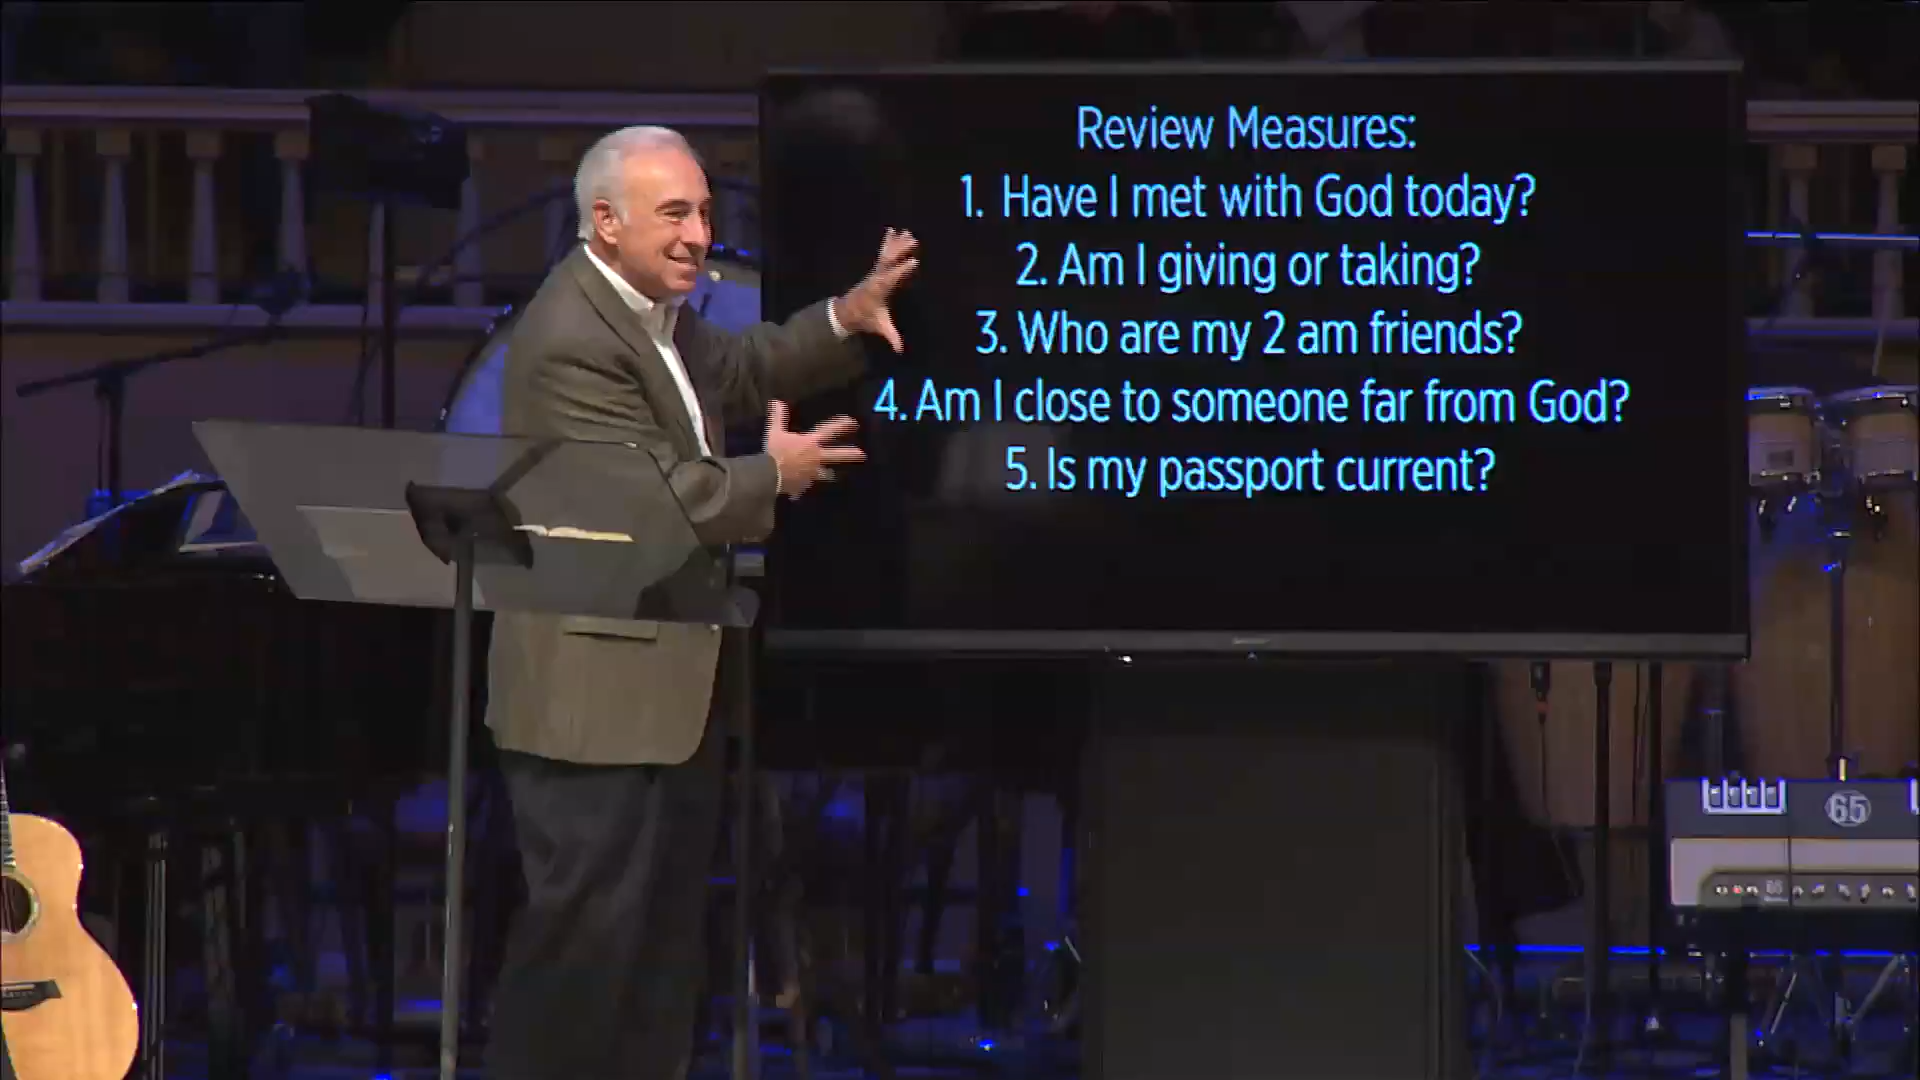 Review Measures:
1. Have I met with God today?
2. Am I giving or taking?
3. Who are my 2 am friends?
4. Am I close to someone far from God?
5. Is my passport current?
65